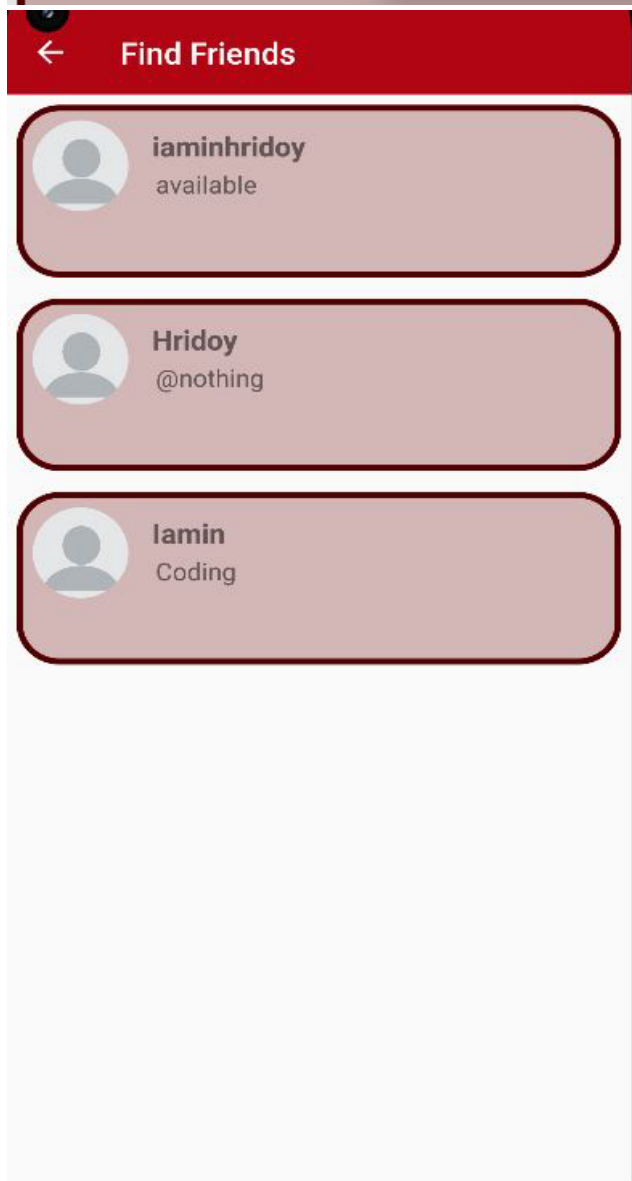 Find Friends
iaminhridoy
available
Hridoy
@nothing
Iamin
Coding